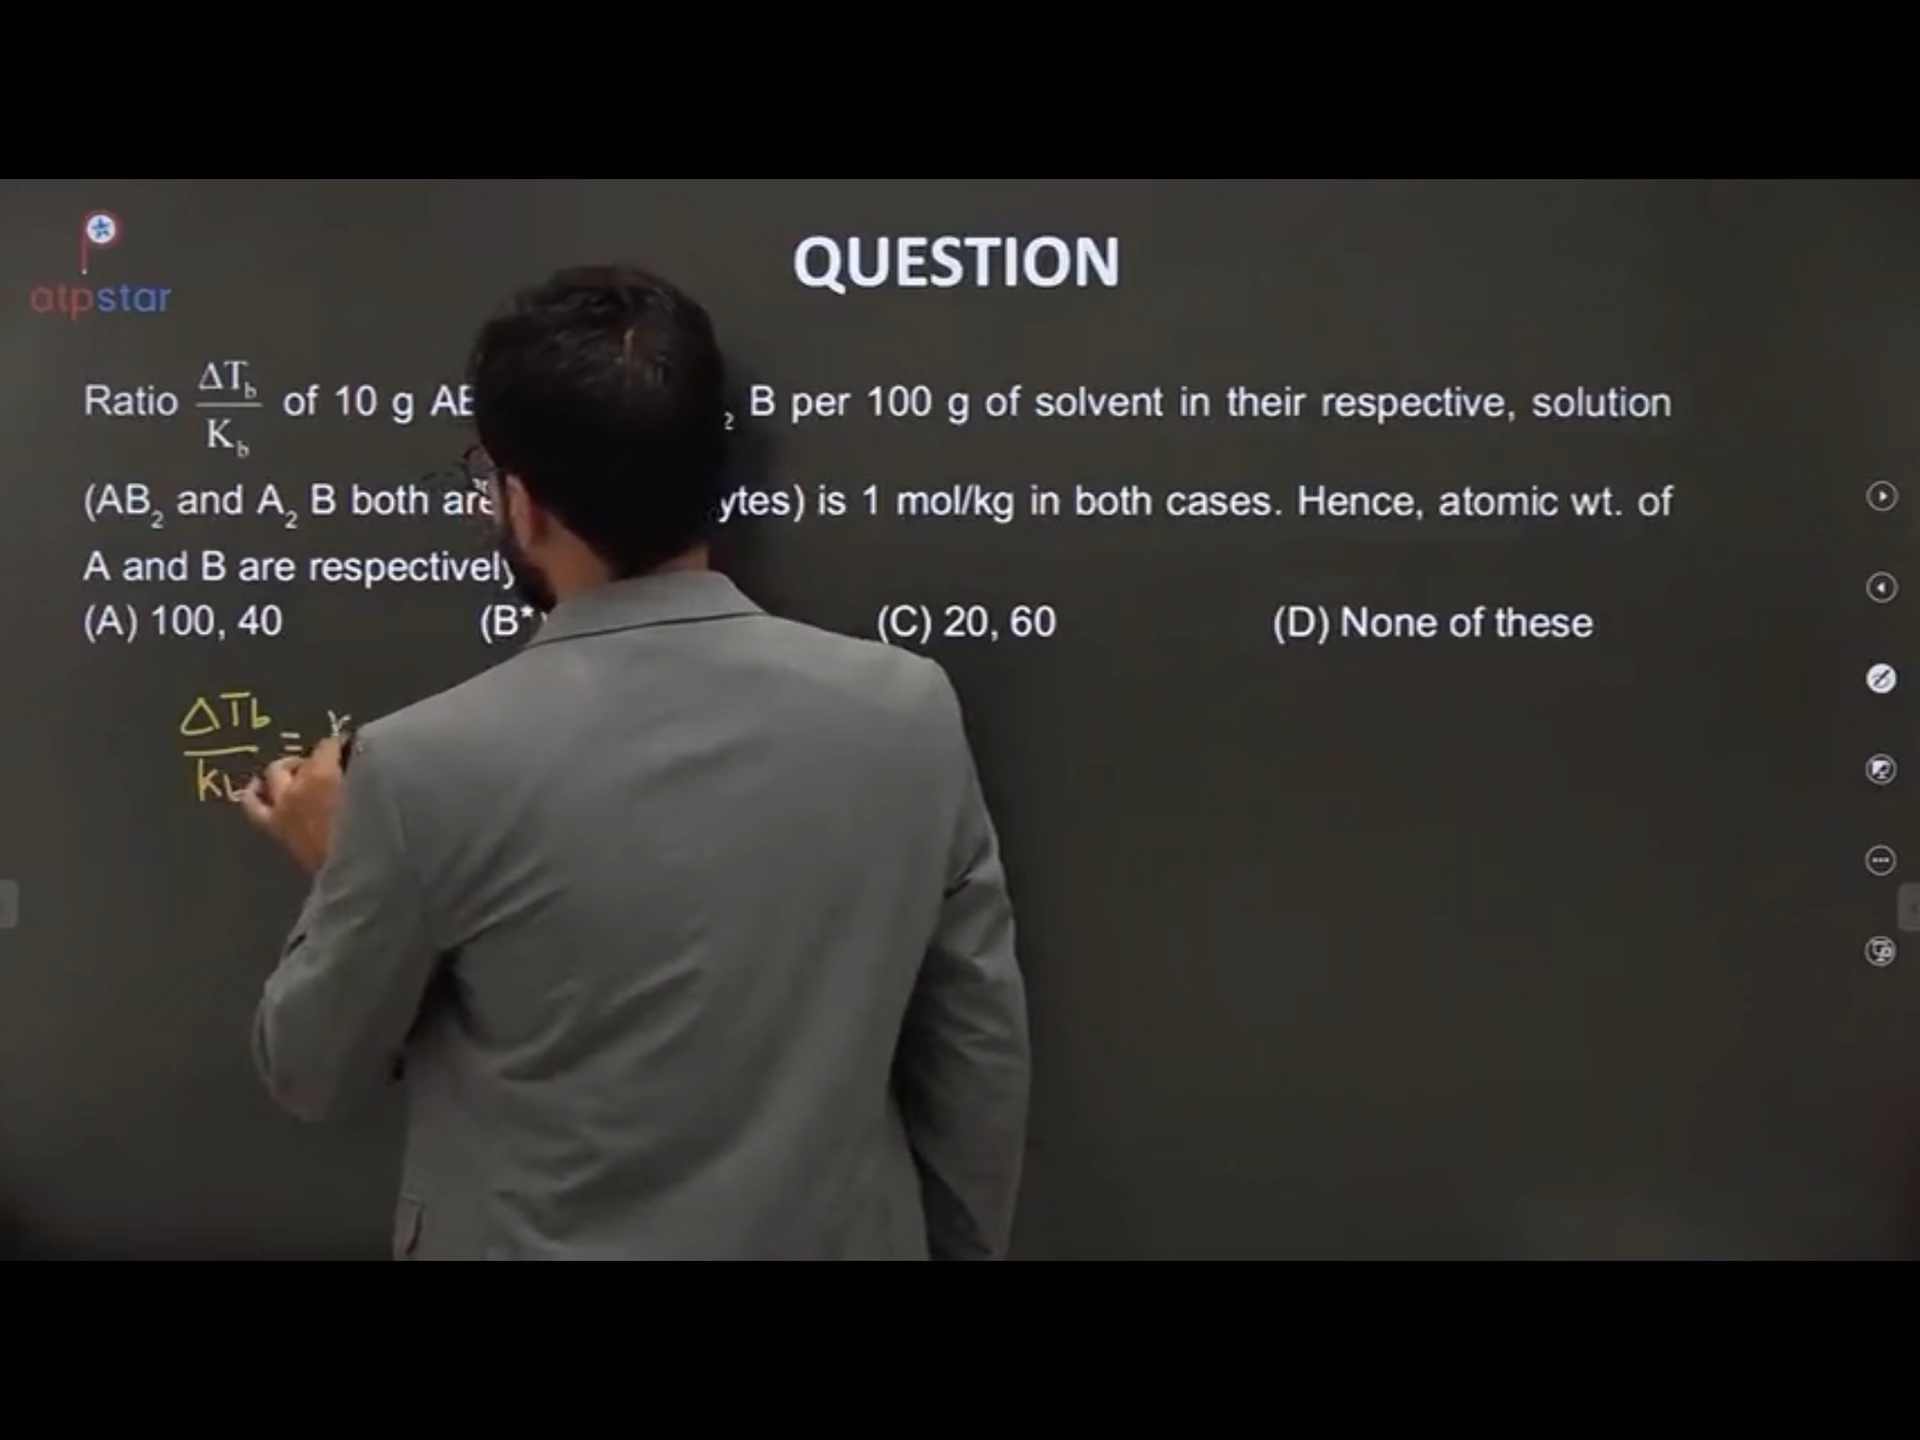 atpstar
QUESTION
Ratio ΔT_b/K_b of 10 g B per 100 g of solvent in their respective, solution
(AB₂ and A₂ B both are is 1 mol/kg in both cases. Hence, atomic wt. of
A and B are respectively
(A) 100, 40 (B* (C) 20, 60 (D) None of these
ΔTb/kb =